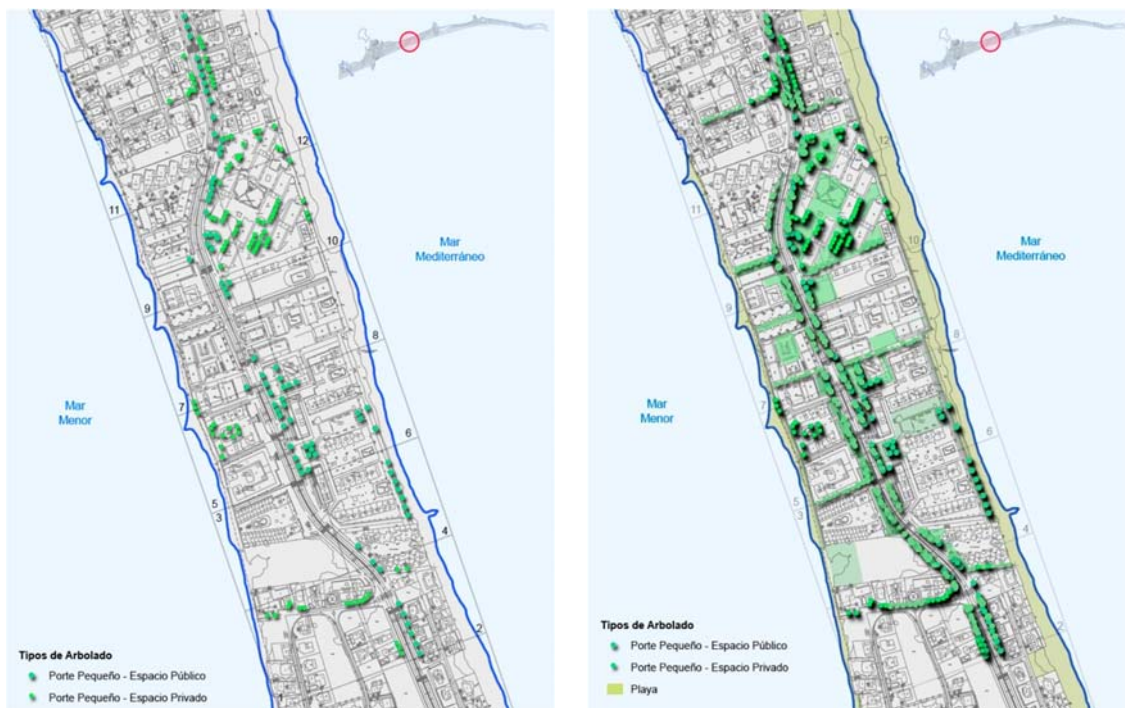 12
11
10
Mar
Mediterráneo
9
8
Mar
Menor
7
6
5
3
4
2
1
Tipos de Arbolado
Porte Pequeño - Espacio Público
Porte Pequeño - Espacio Privado
12
11
10
Mar
Mediterráneo
9
8
Mar
Menor
7
6
5
3
4
2
Tipos de Arbolado
Porte Pequeño - Espacio Público
Porte Pequeño - Espacio Privado
Playa